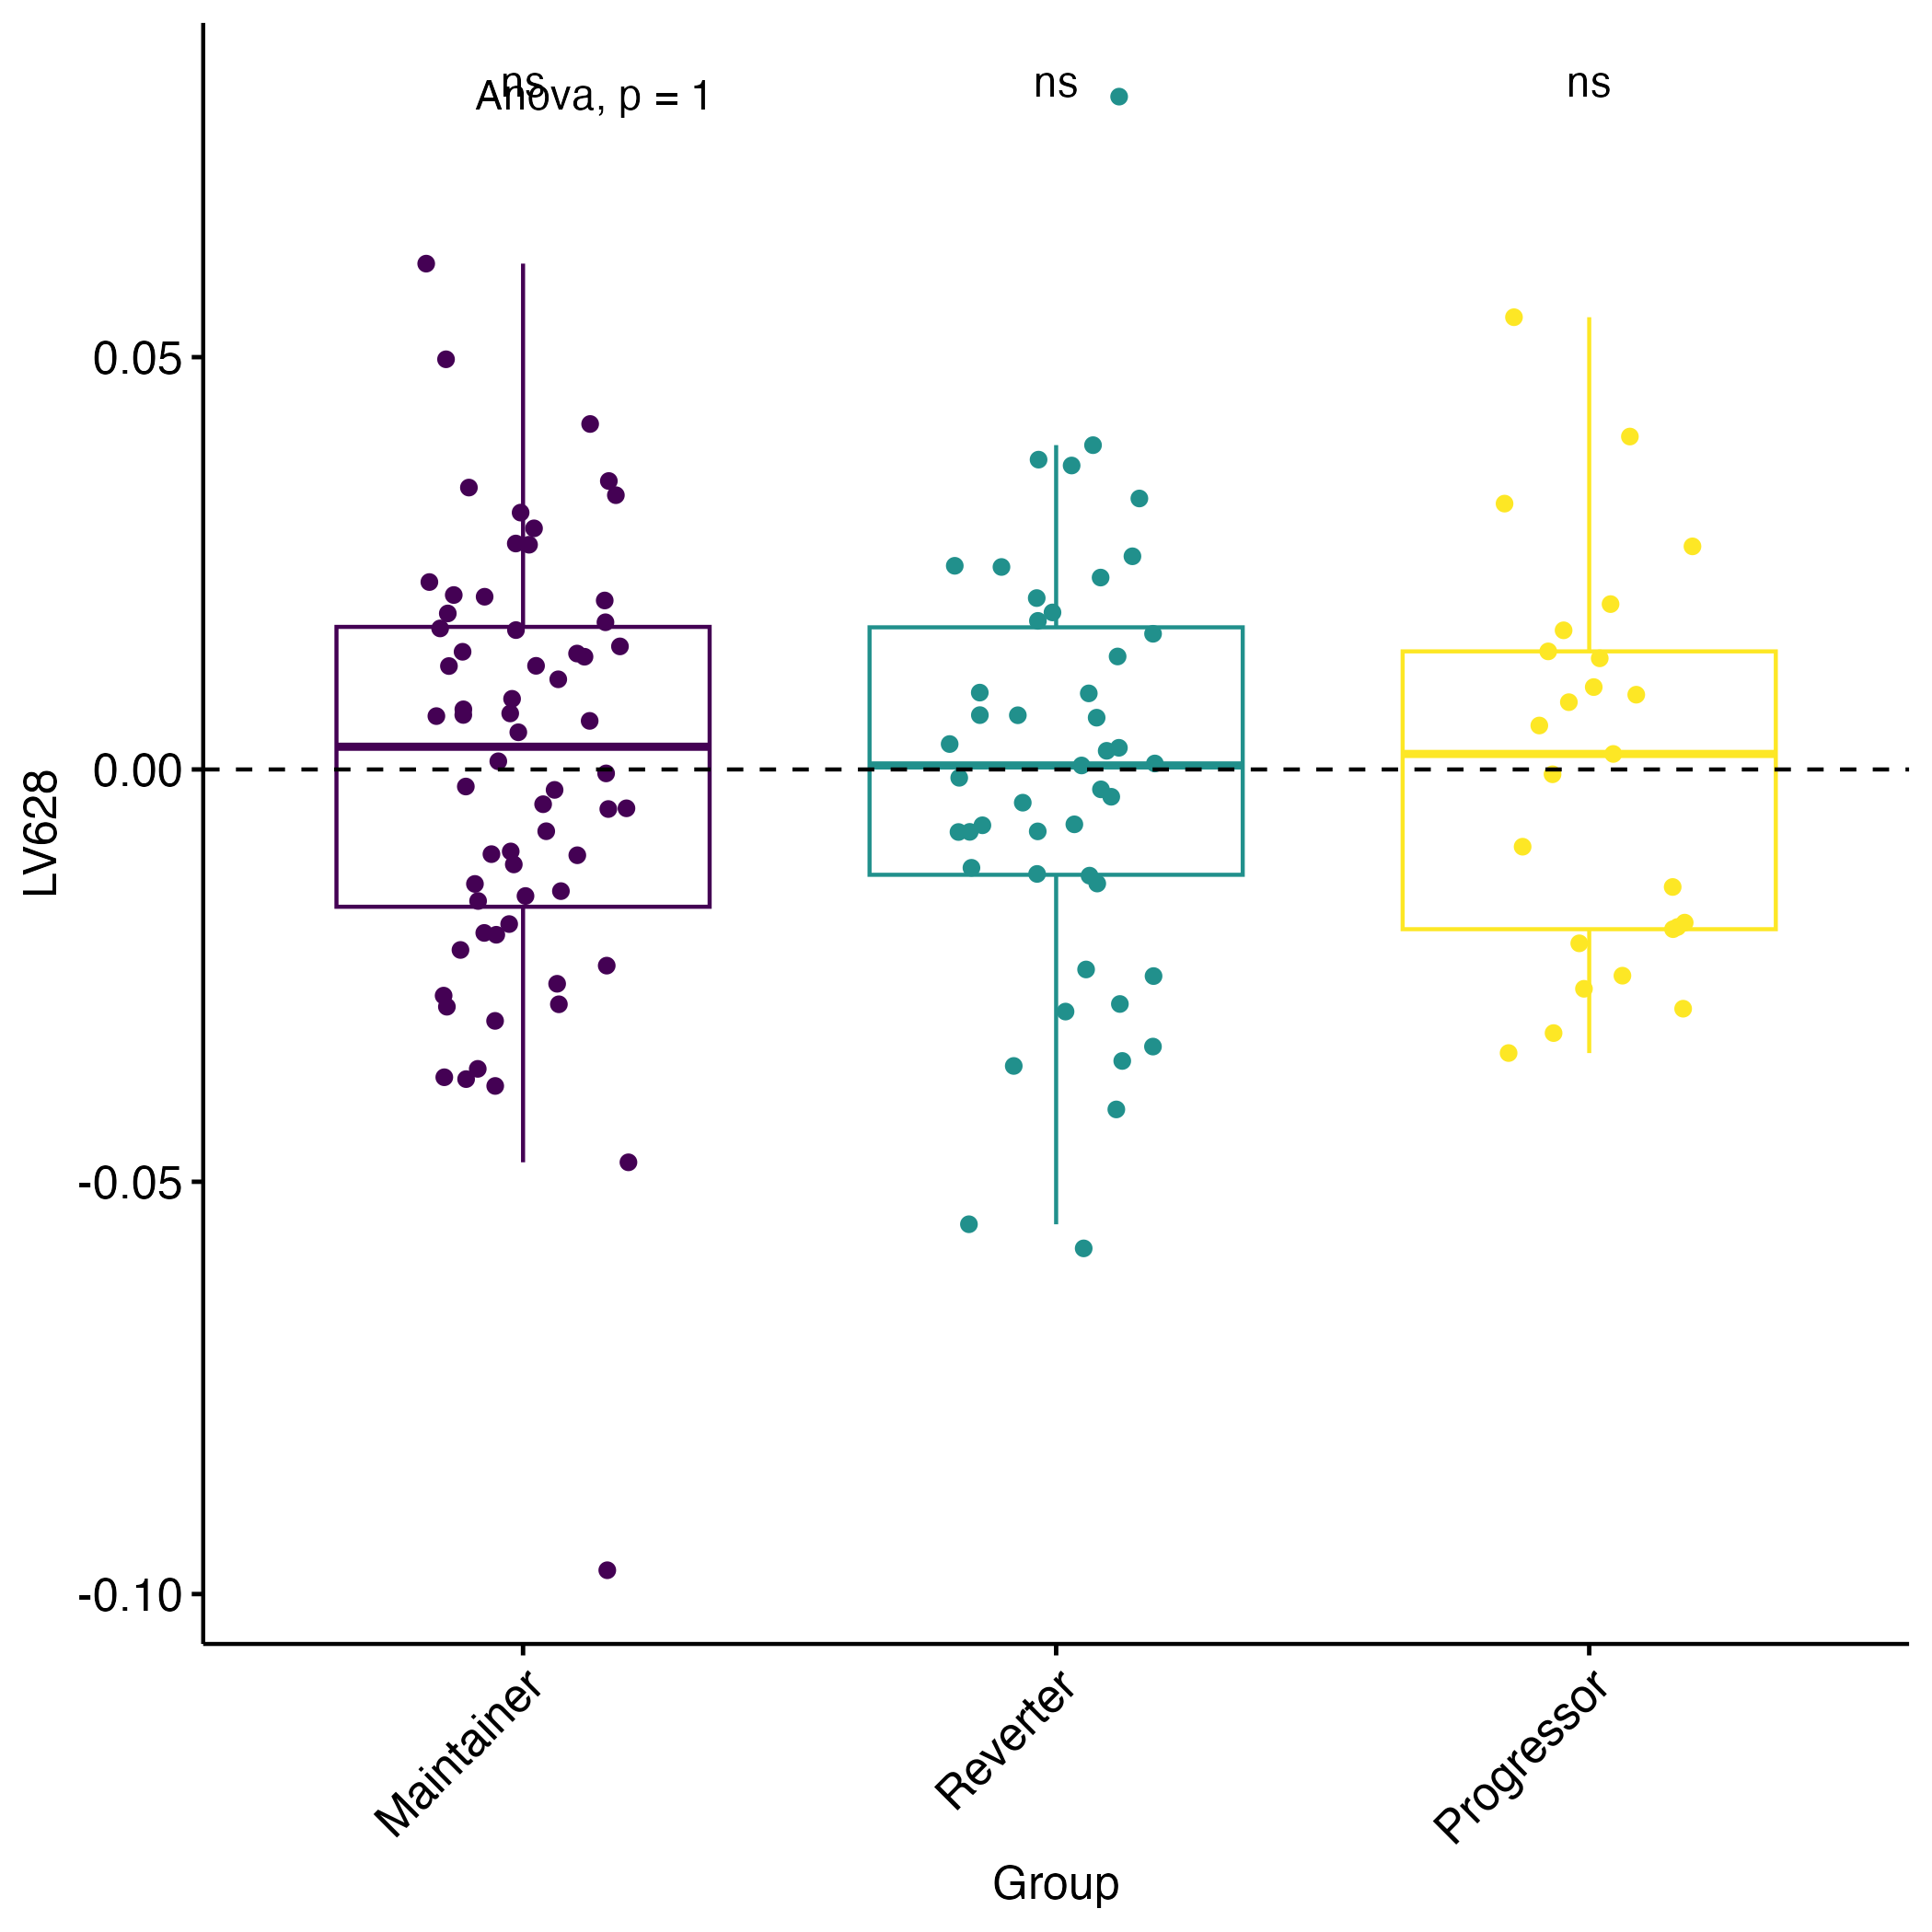 ns
Anova, p = 1
ns
ns
0.05
0.00
-0.05
-0.10
LV628
Maintainer
Reverter
Progressor
Group